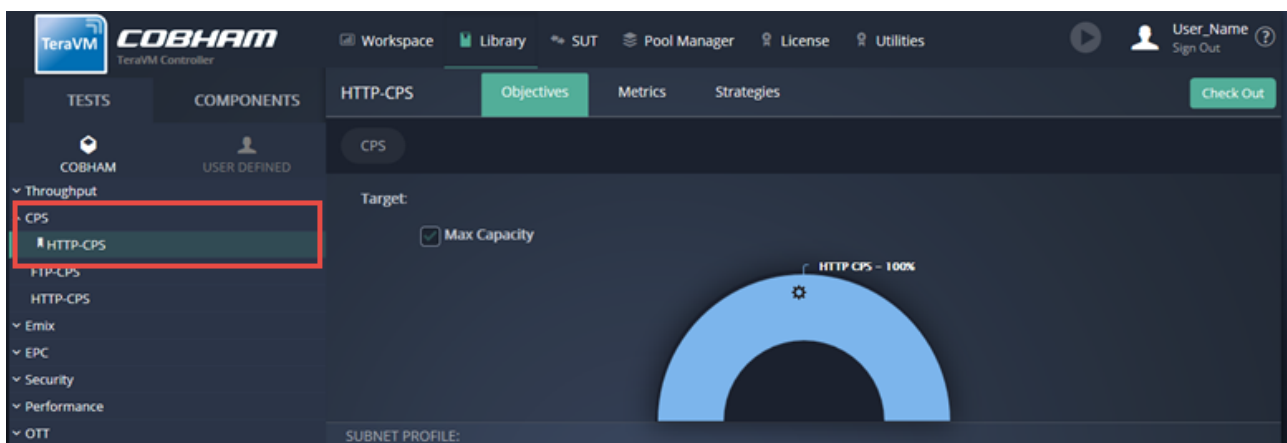 TeraVM COBHAM
TeraVM Controller
Workspace Library SUT Pool Manager License Utilities
User_Name ?
Sign Out
TESTS COMPONENTS
HTTP-CPS Objectives Metrics Strategies Check Out
COBHAM USER DEFINED
CPS
Throughput
CPS
HTTP-CPS
FTP-CPS
HTTP-CPS
Emix
EPC
Security
Performance
OTT
Target:
Max Capacity
HTTP CPS – 100%
SUBNET PROFILE: